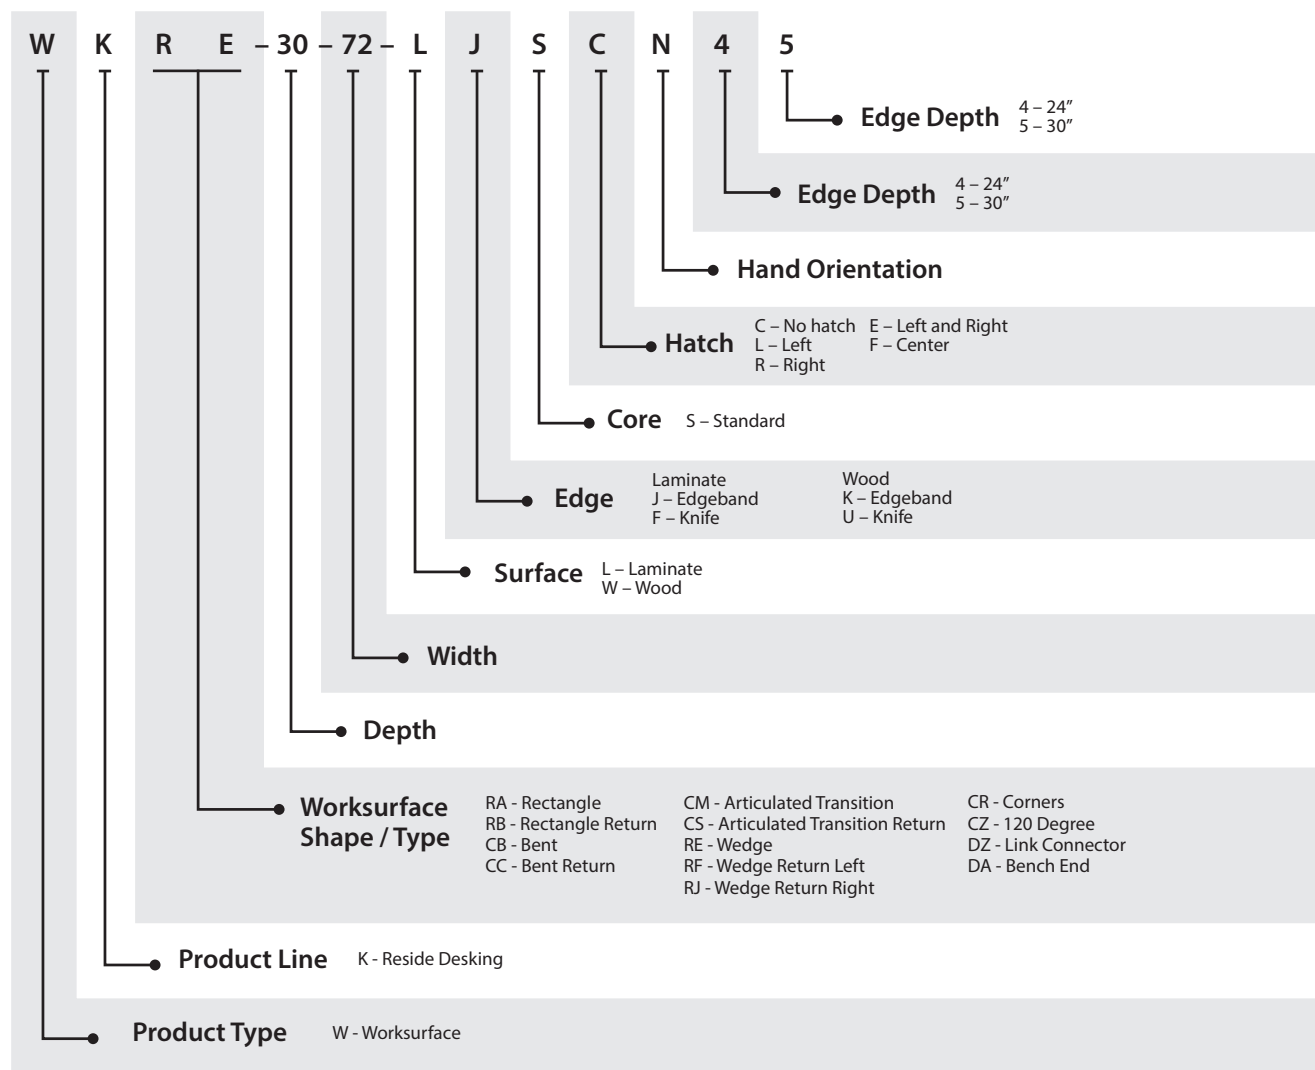 W K R E – 30 – 72 – L J S C N 4 5
Edge Depth
4 – 24”
5 – 30”
Edge Depth
4 – 24”
5 – 30”
Hand Orientation
Hatch
C – No hatch E – Left and Right
L – Left F – Center
R – Right
Core S – Standard
Edge
Laminate Wood
J – Edgeband K – Edgeband
F – Knife U – Knife
Surface
L – Laminate
W – Wood
Width
Depth
Worksurface
Shape / Type
RA - Rectangle CM - Articulated Transition CR - Corners
RB - Rectangle Return CS - Articulated Transition Return CZ - 120 Degree
CB - Bent RE - Wedge DZ - Link Connector
CC - Bent Return RF - Wedge Return Left DA - Bench End
RJ - Wedge Return Right
Product Line K - Reside Desking
Product Type W - Worksurface